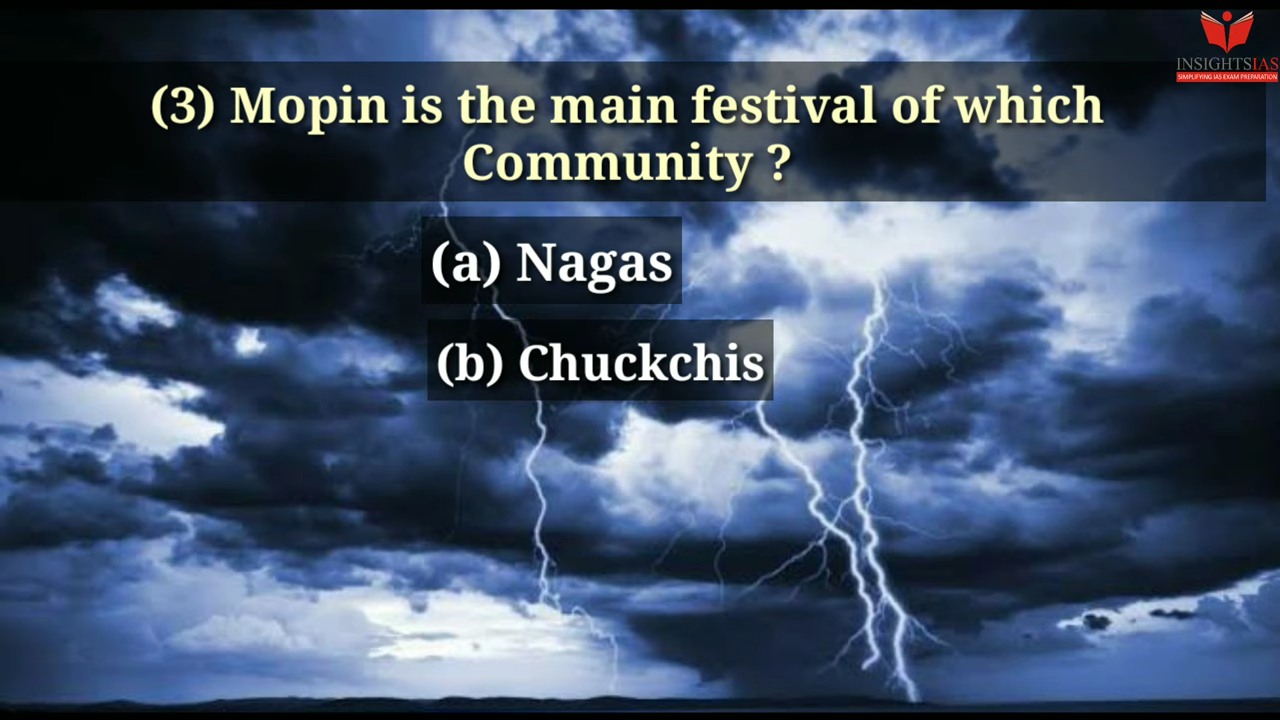 INSIGHTSIAS
SIMPLIFYING IAS EXAM PREPARATION
(3) Mopin is the main festival of which
Community ?
(a) Nagas
(b) Chuckchis